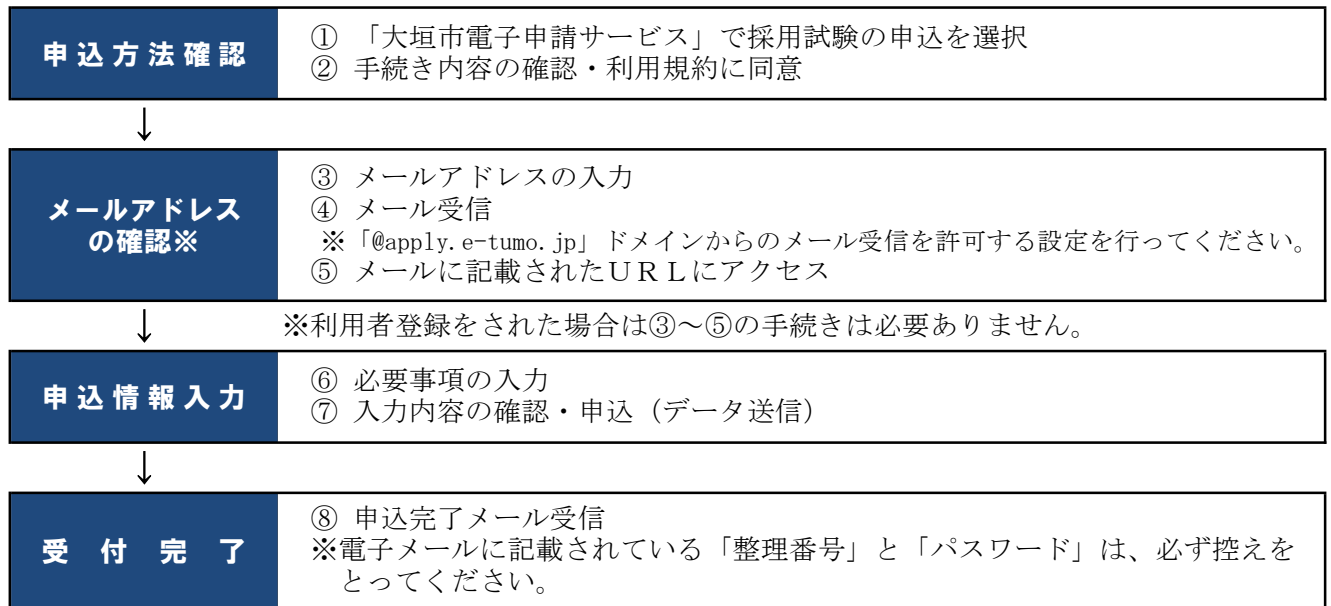 申込方法確認
① 「大垣市電子申請サービス」で採用試験の申込を選択
② 手続き内容の確認・利用規約に同意
↓
メールアドレス
の確認※
③ メールアドレスの入力
④ メール受信
※「@apply.e-tumo.jp」ドメインからのメール受信を許可する設定を行ってください。
⑤ メールに記載されたＵＲＬにアクセス
↓ ※利用者登録をされた場合は③～⑤の手続きは必要ありません。
申込情報入力
⑥ 必要事項の入力
⑦ 入力内容の確認・申込（データ送信）
↓
受付完了
⑧ 申込完了メール受信
※電子メールに記載されている「整理番号」と「パスワード」は、必ず控えを
とってください。